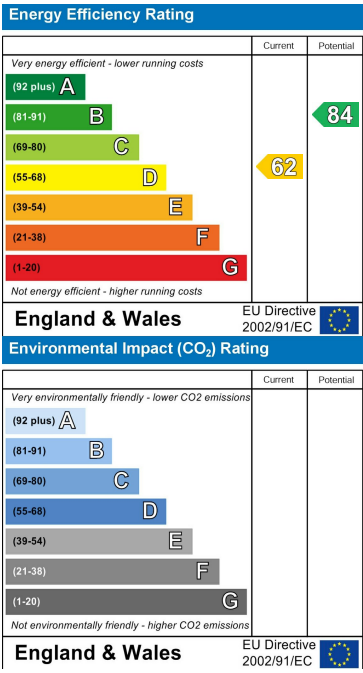 Energy Efficiency Rating
Current Potential
Very energy efficient - lower running costs
(92 plus) A
(81-91) B
84
(69-80) C
(55-68) D
62
(39-54) E
(21-38) F
(1-20) G
Not energy efficient - higher running costs
England & Wales
EU Directive
2002/91/EC
Environmental Impact (CO₂) Rating
Current Potential
Very environmentally friendly - lower CO2 emissions
(92 plus) A
(81-91) B
(69-80) C
(55-68) D
(39-54) E
(21-38) F
(1-20) G
Not environmentally friendly - higher CO2 emissions
England & Wales
EU Directive
2002/91/EC